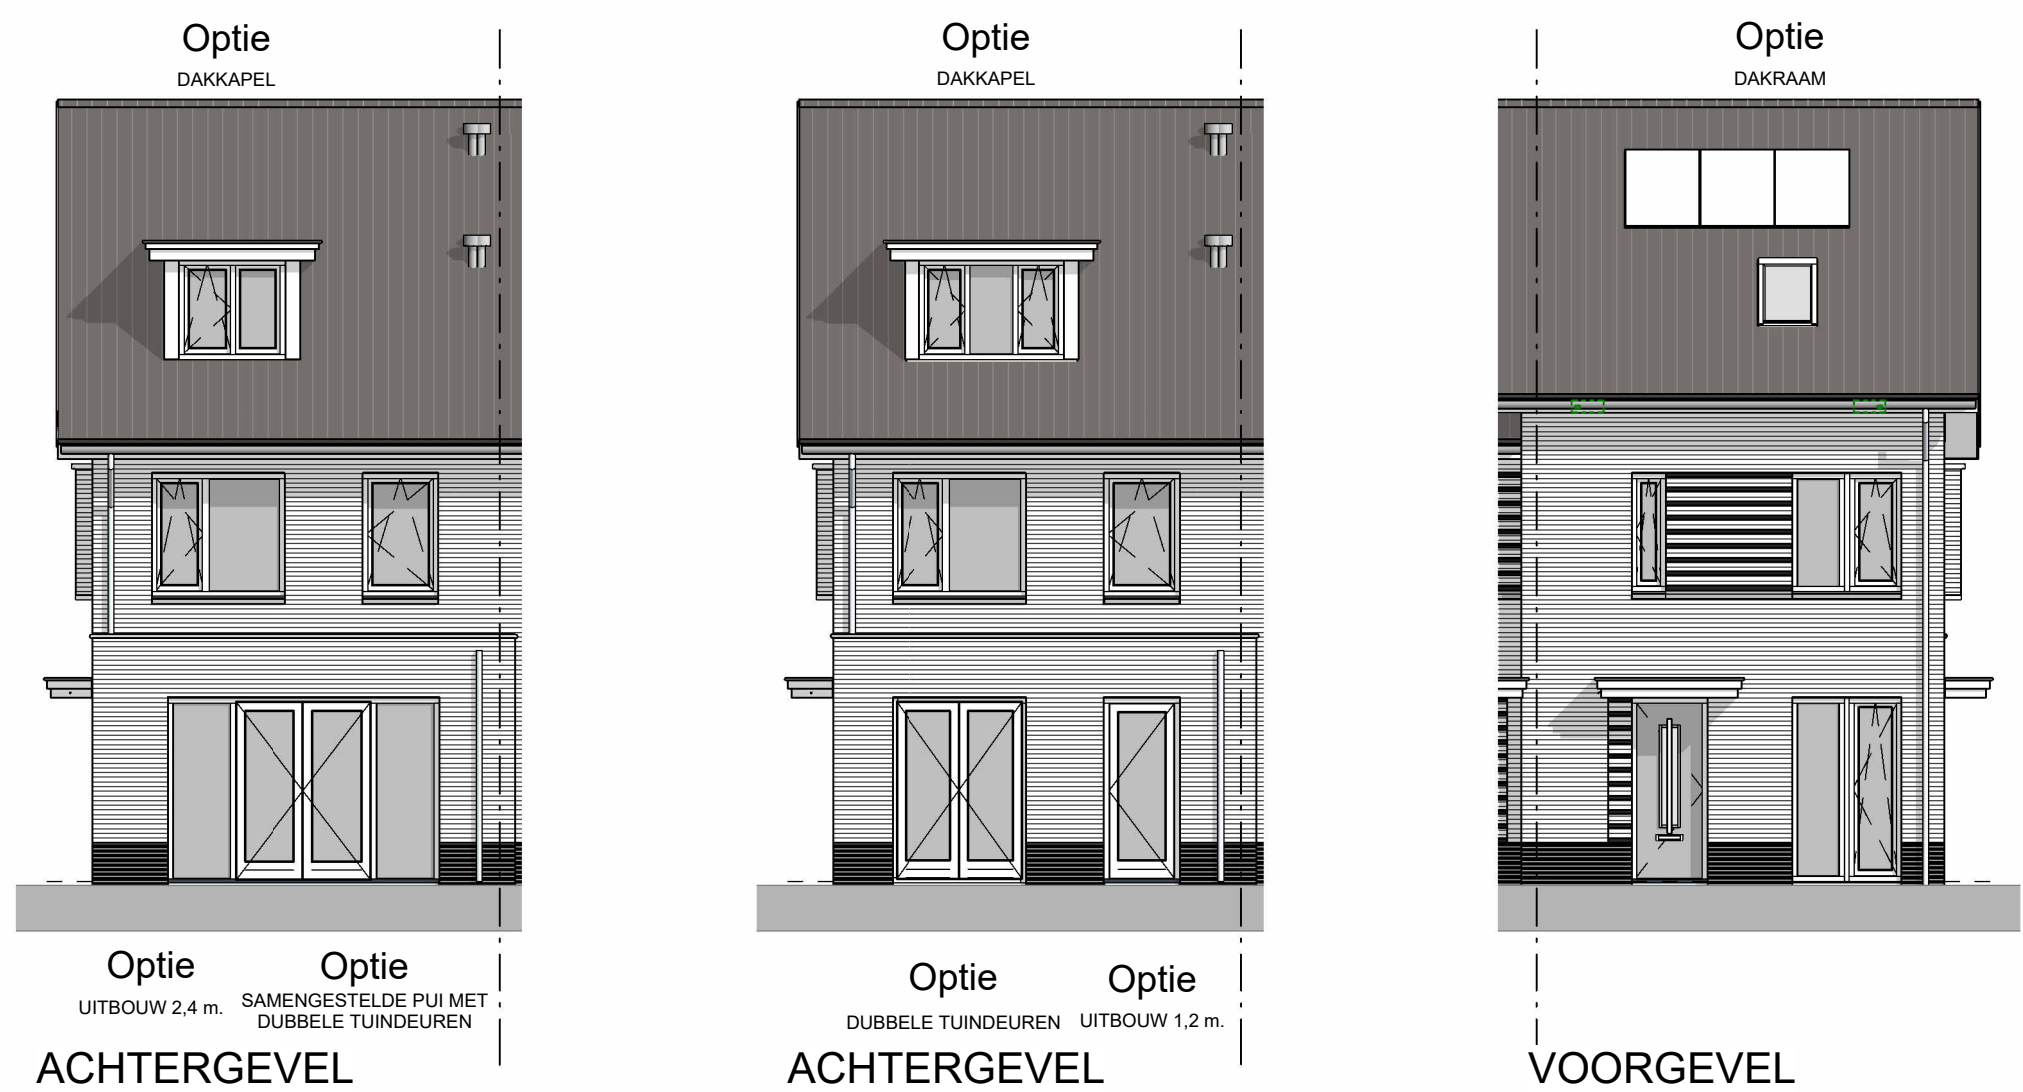 Optie
DAKKAPEL
Optie
DAKKAPEL
Optie
DAKRAAM
Optie
UITBOUW 2,4 m.
Optie
SAMENGESTELDE PUI MET
DUBBELE TUINDEUREN
ACHTERGEVEL
Optie
DUBBELE TUINDEUREN
Optie
UITBOUW 1,2 m.
ACHTERGEVEL
VOORGEVEL